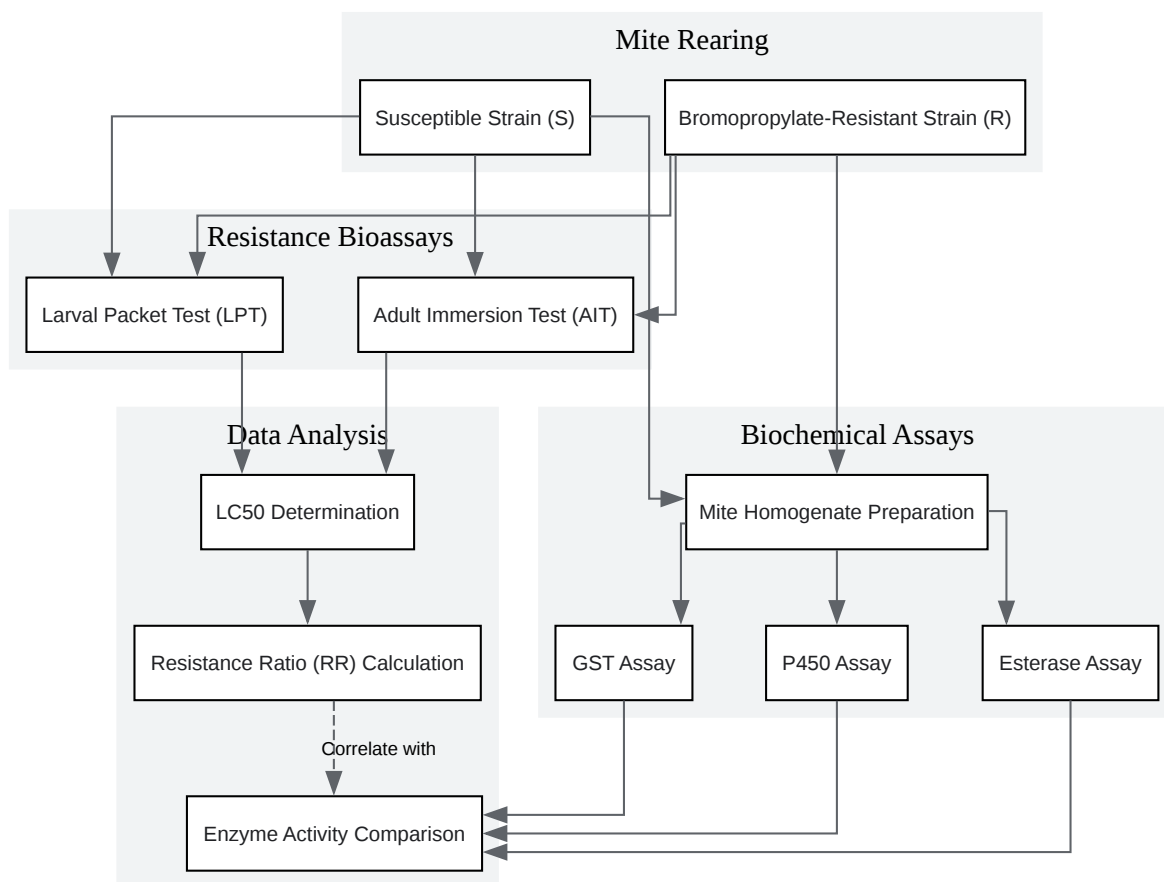 Mite Rearing
Susceptible Strain (S)
Bromopropylate-Resistant Strain (R)
Resistance Bioassays
Larval Packet Test (LPT)
Adult Immersion Test (AIT)
Data Analysis
Biochemical Assays
LC50 Determination
Mite Homogenate Preparation
Resistance Ratio (RR) Calculation
GST Assay
P450 Assay
Esterase Assay
Correlate with
Enzyme Activity Comparison